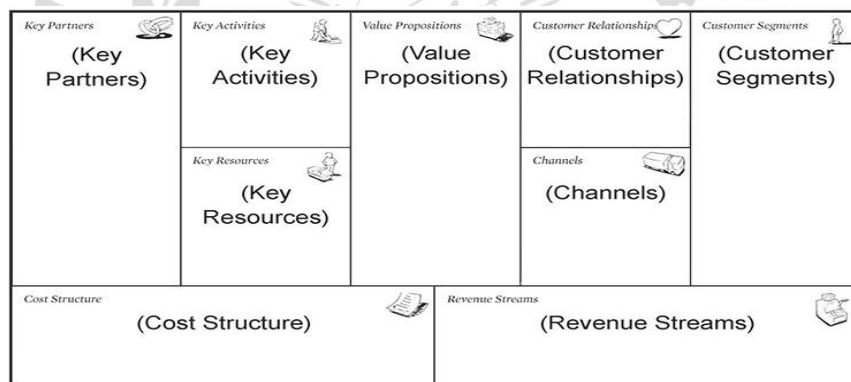 Key Partners
(Key
Partners)
Key Activities
(Key
Activities)
Key Resources
(Key
Resources)
Value Propositions
(Value
Propositions)
Customer Relationships
(Customer
Relationships)
Channels
(Channels)
Customer Segments
(Customer
Segments)
Cost Structure
(Cost Structure)
Revenue Streams
(Revenue Streams)